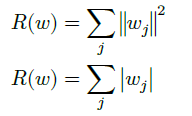 R(w) = ∑_j ‖w_j‖²
R(w) = ∑_j |w_j|